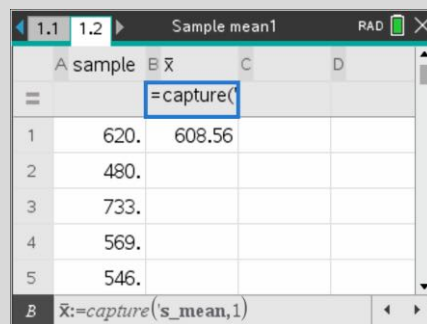 1.1 1.2 Sample mean1 RAD
A sample B x̄ C D
= =capture('
1 620. 608.56
2 480.
3 733.
4 569.
5 546.
B x̄:=capture('s_mean,1)